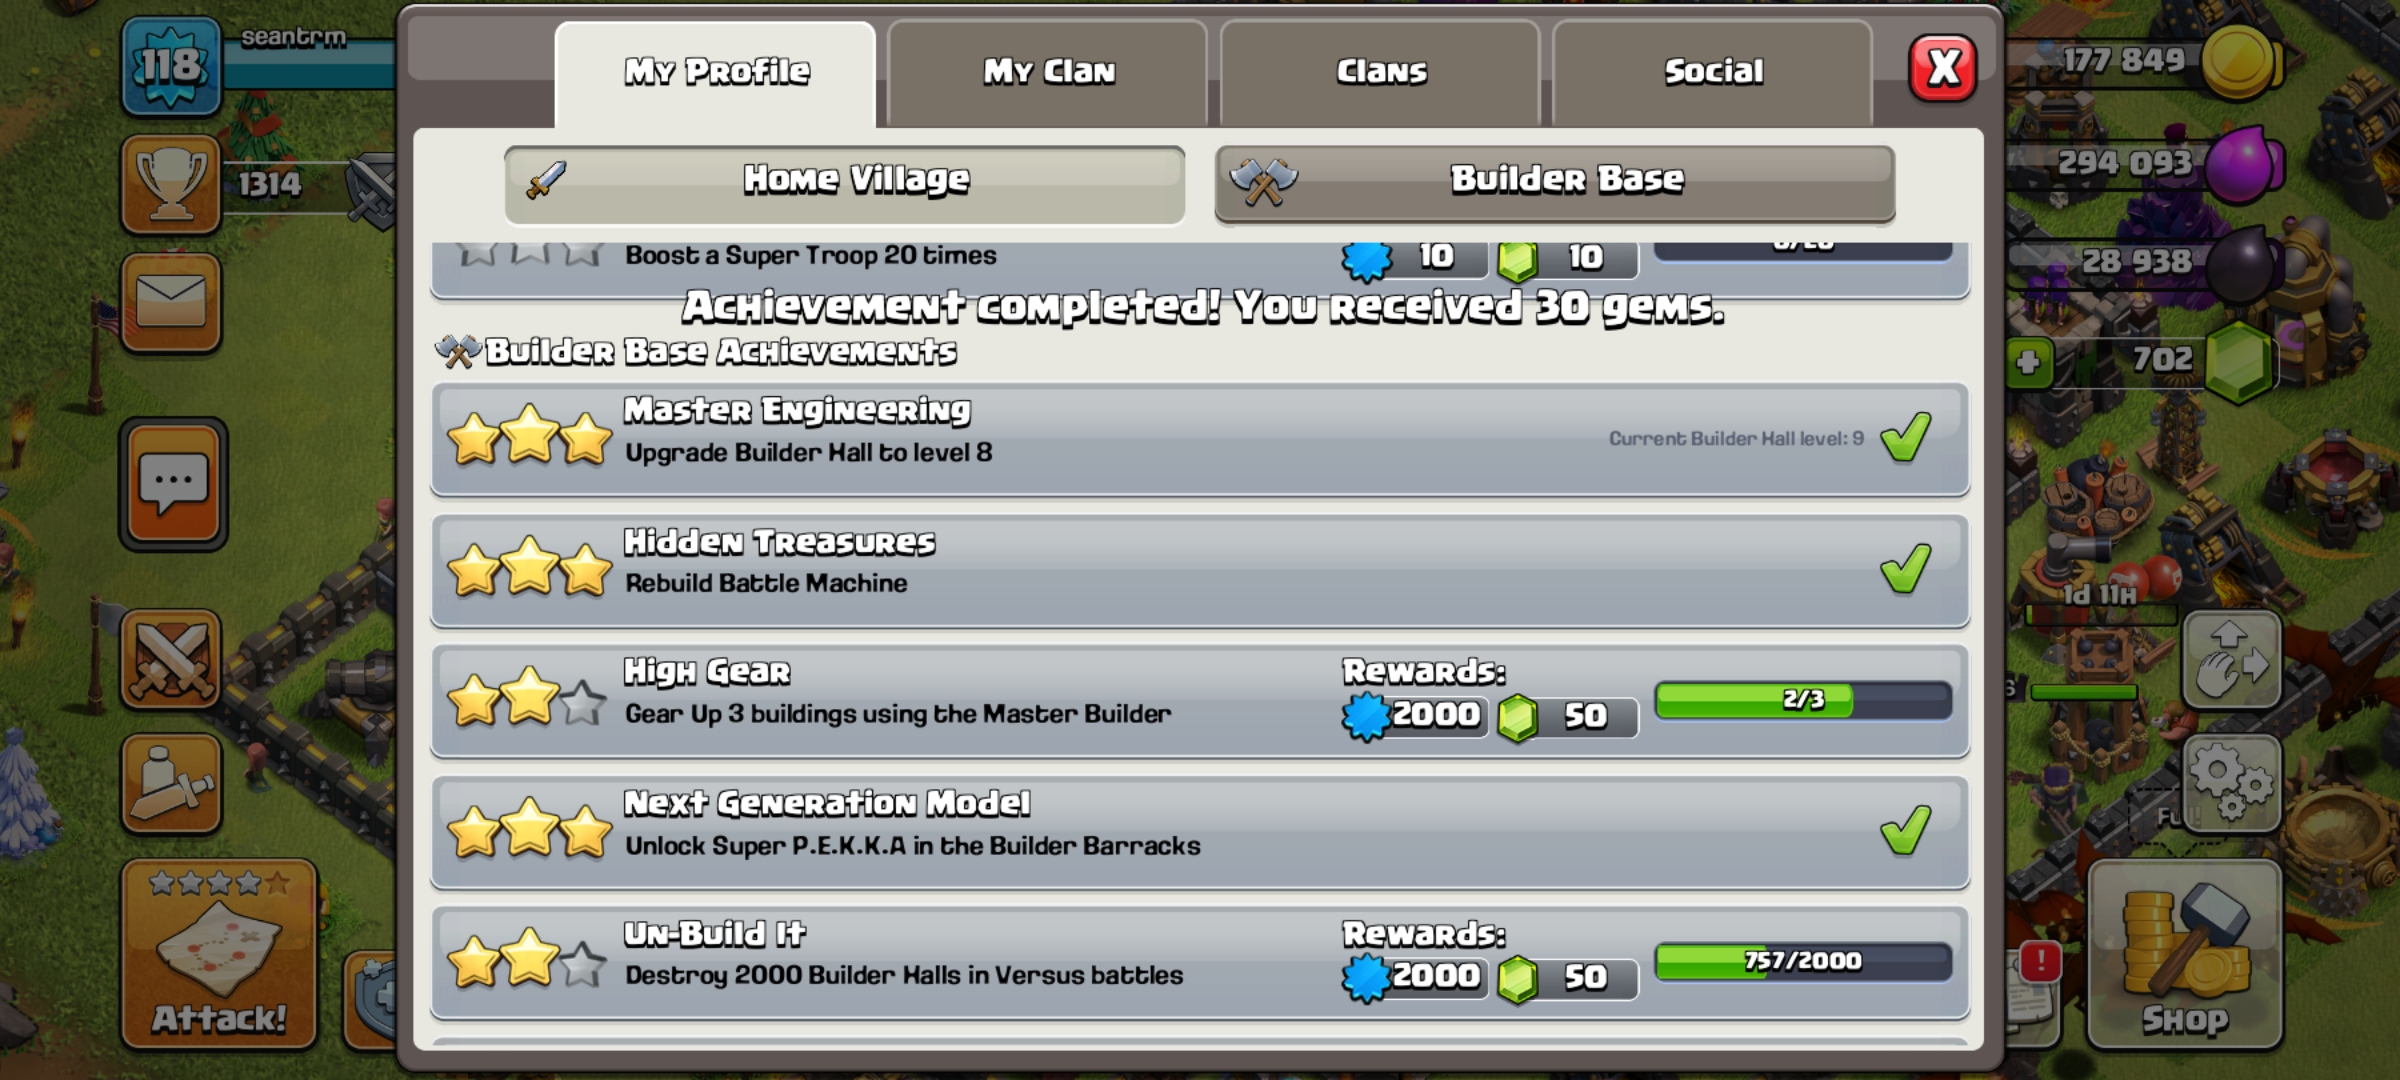 118
seantrm
1314
Attack!
My Profile
My Clan
Clans
Social
X
Home Village
Builder Base
Boost a Super Troop 20 times
10
10
Achievement completed! You received 30 gems.
Builder Base Achievements
Master Engineering
Upgrade Builder Hall to level 8
Current Builder Hall level: 9
Hidden Treasures
Rebuild Battle Machine
High Gear
Gear Up 3 buildings using the Master Builder
Rewards:
2000
50
2/3
Next Generation Model
Unlock Super P.E.K.K.A in the Builder Barracks
Un-Build It
Destroy 2000 Builder Halls in Versus battles
Rewards:
2000
50
757/2000
177 849
294 093
28 938
702
1d 11H
!
Shop